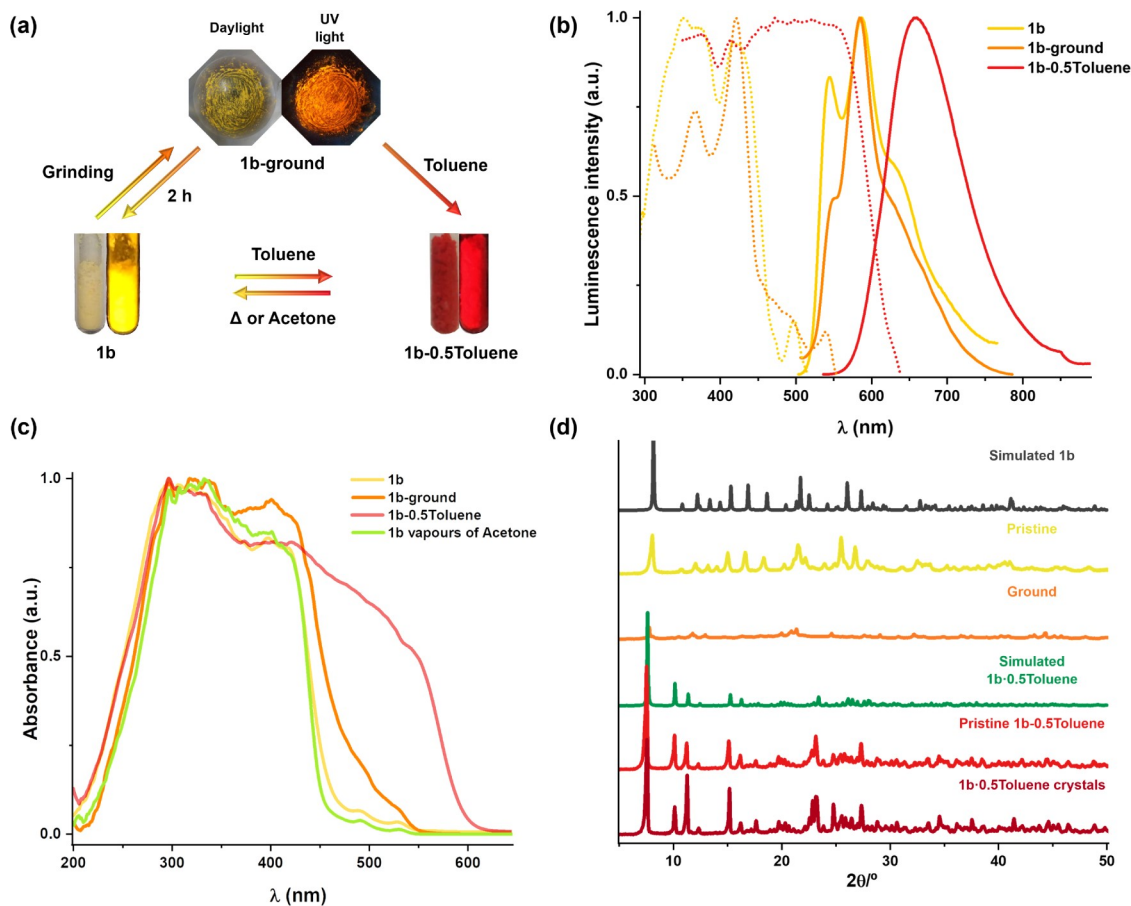 (a)
Daylight
UV
light
1b-ground
Grinding
2 h
Toluene
Toluene
Δ or Acetone
1b
1b-0.5Toluene
(b)
Luminescence intensity (a.u.)
1.0
0.5
0.0
300 400 500 600 700 800
λ (nm)
1b
1b-ground
1b-0.5Toluene
(c)
Absorbance (a.u.)
1.0
0.5
0.0
200 300 400 500 600
λ (nm)
1b
1b-ground
1b-0.5Toluene
1b vapours of Acetone
(d)
Simulated 1b
Pristine
Ground
Simulated
1b·0.5Toluene
Pristine 1b-0.5Toluene
1b·0.5Toluene crystals
10 20 30 40 50
2θ/º